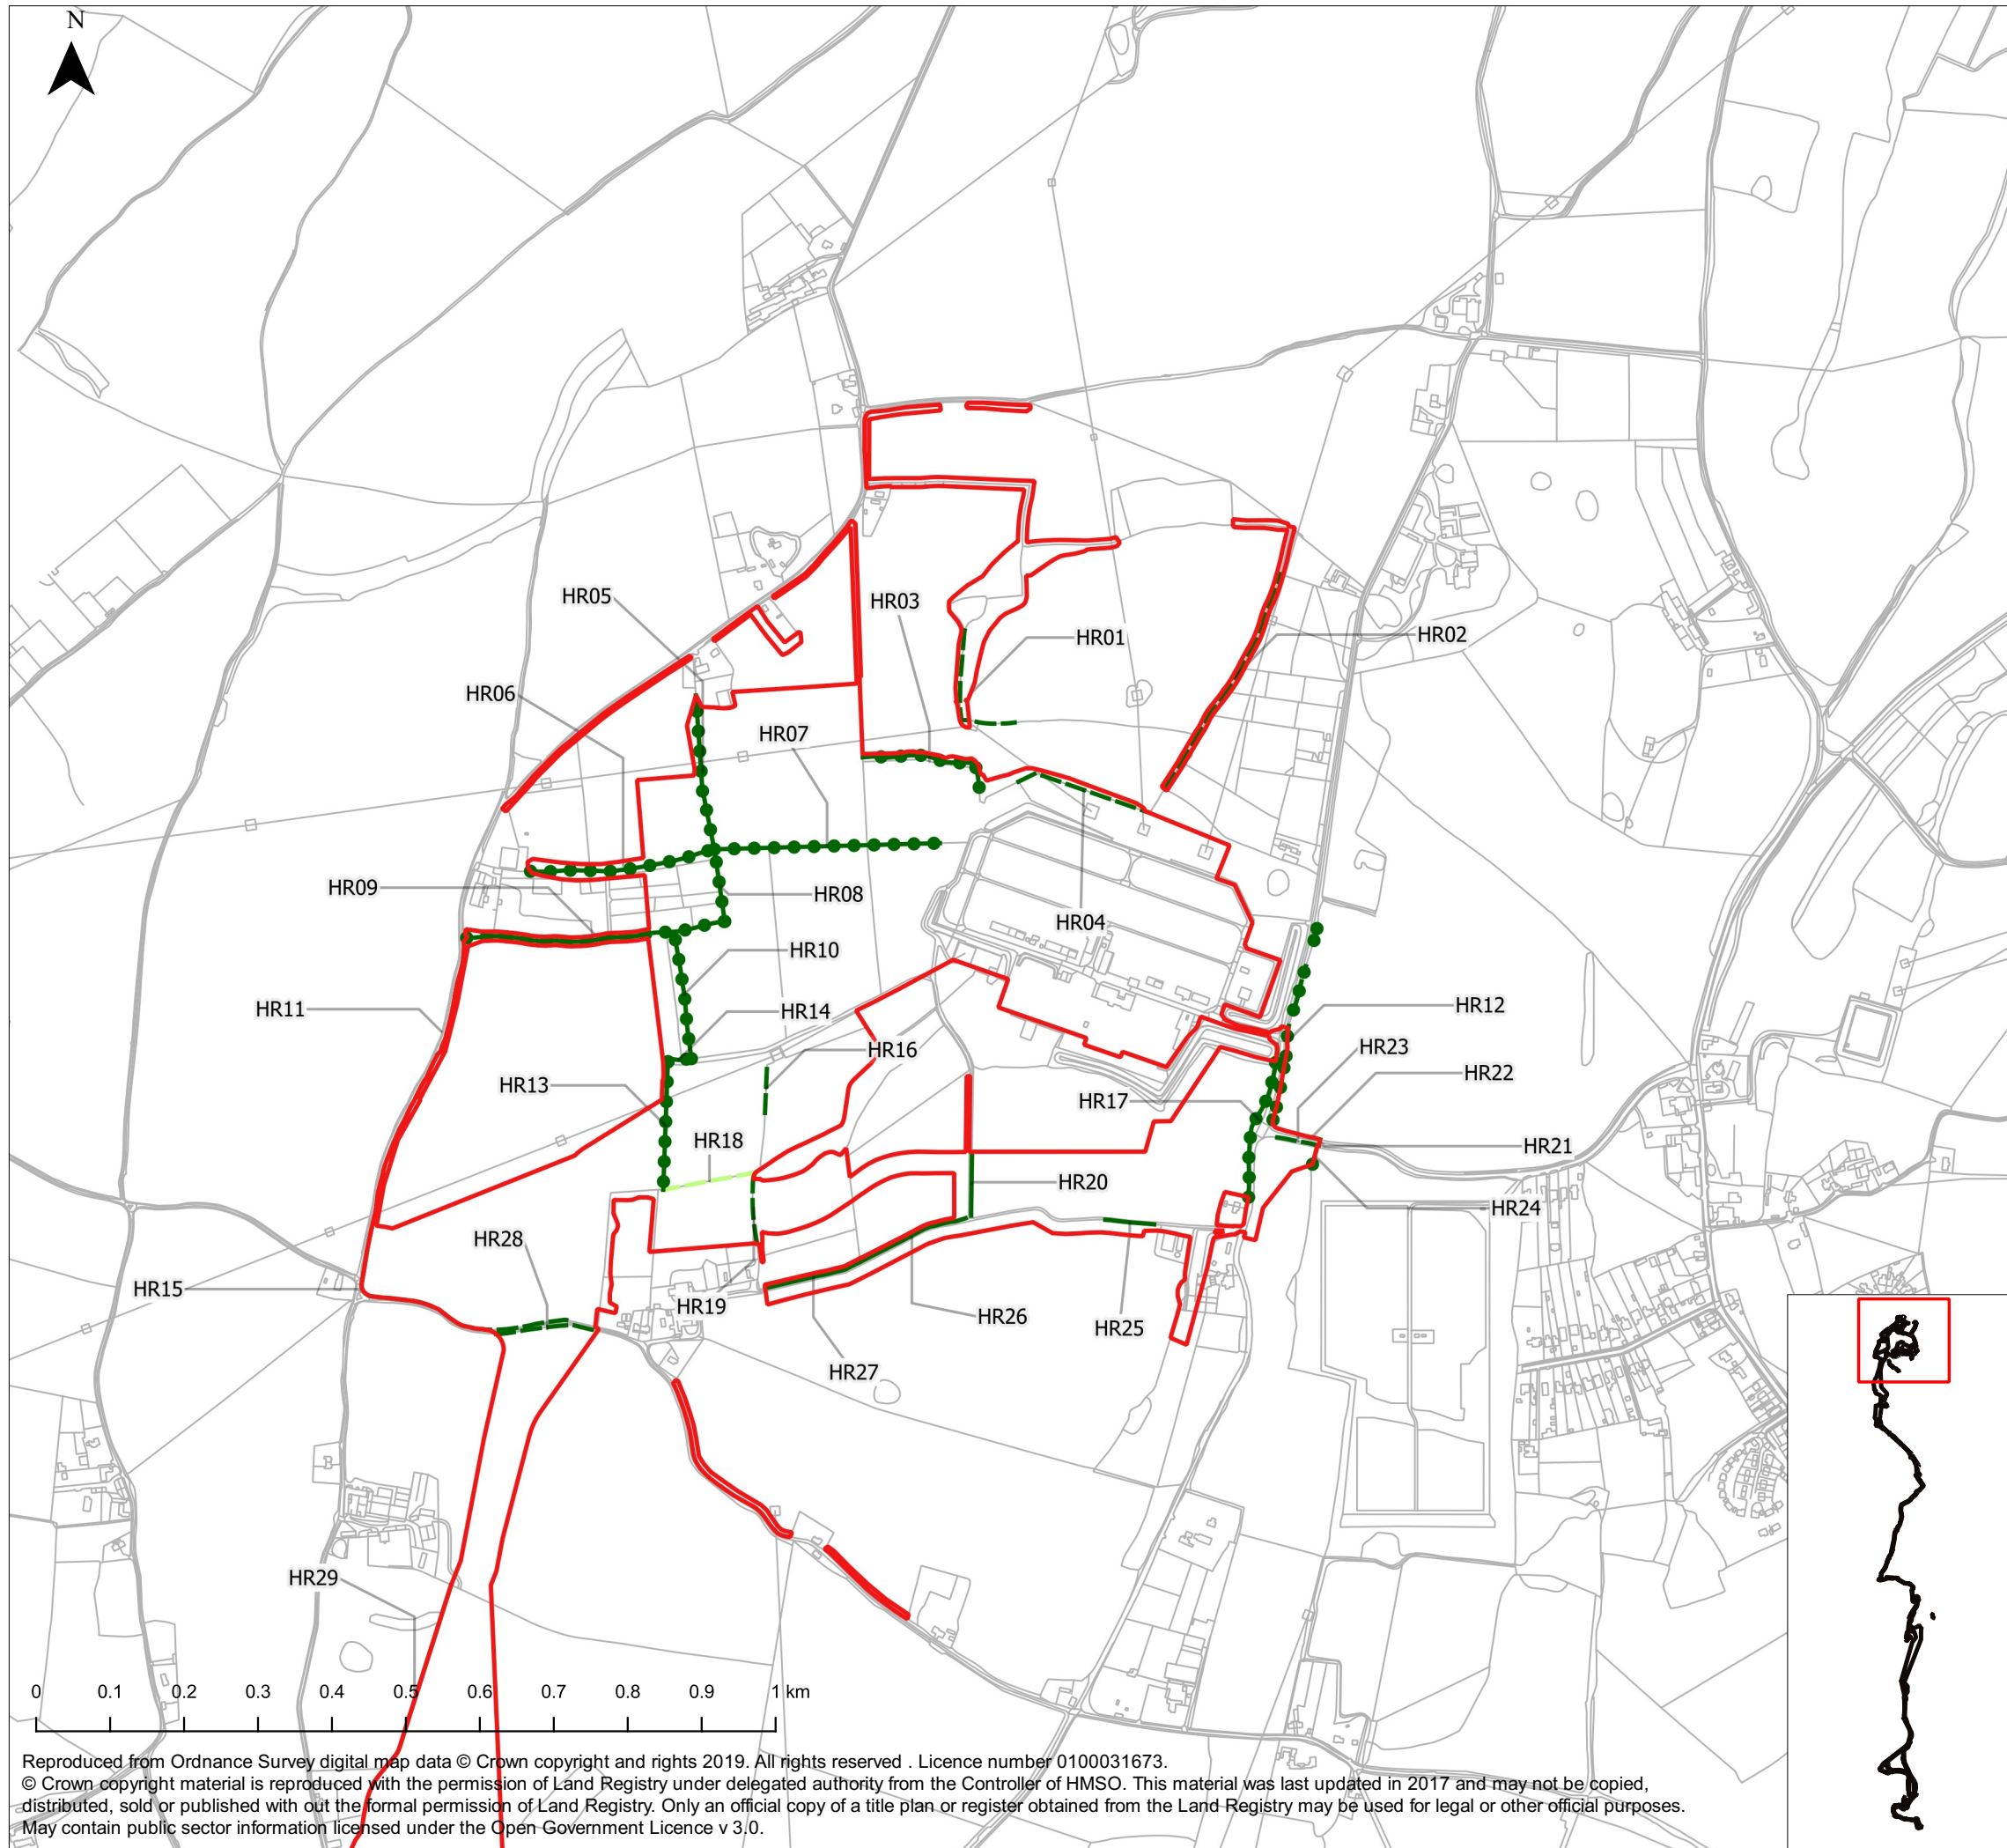 N
HR05
HR03
HR01
HR02
HR06
HR07
HR09
HR08
HR04
HR10
HR11
HR14
HR12
HR16
HR23
HR13
HR22
HR17
HR18
HR21
HR20
HR24
HR28
HR15
HR19
HR26
HR25
HR27
HR29
0 0.1 0.2 0.3 0.4 0.5 0.6 0.7 0.8 0.9 1 km
Reproduced from Ordnance Survey digital map data © Crown copyright and rights 2019. All rights reserved . Licence number 0100031673.
© Crown copyright material is reproduced with the permission of Land Registry under delegated authority from the Controller of HMSO. This material was last updated in 2017 and may not be copied,
distributed, sold or published with out the formal permission of Land Registry. Only an official copy of a title plan or register obtained from the Land Registry may be used for legal or other official purposes.
May contain public sector information licensed under the Open Government Licence v 3.0.